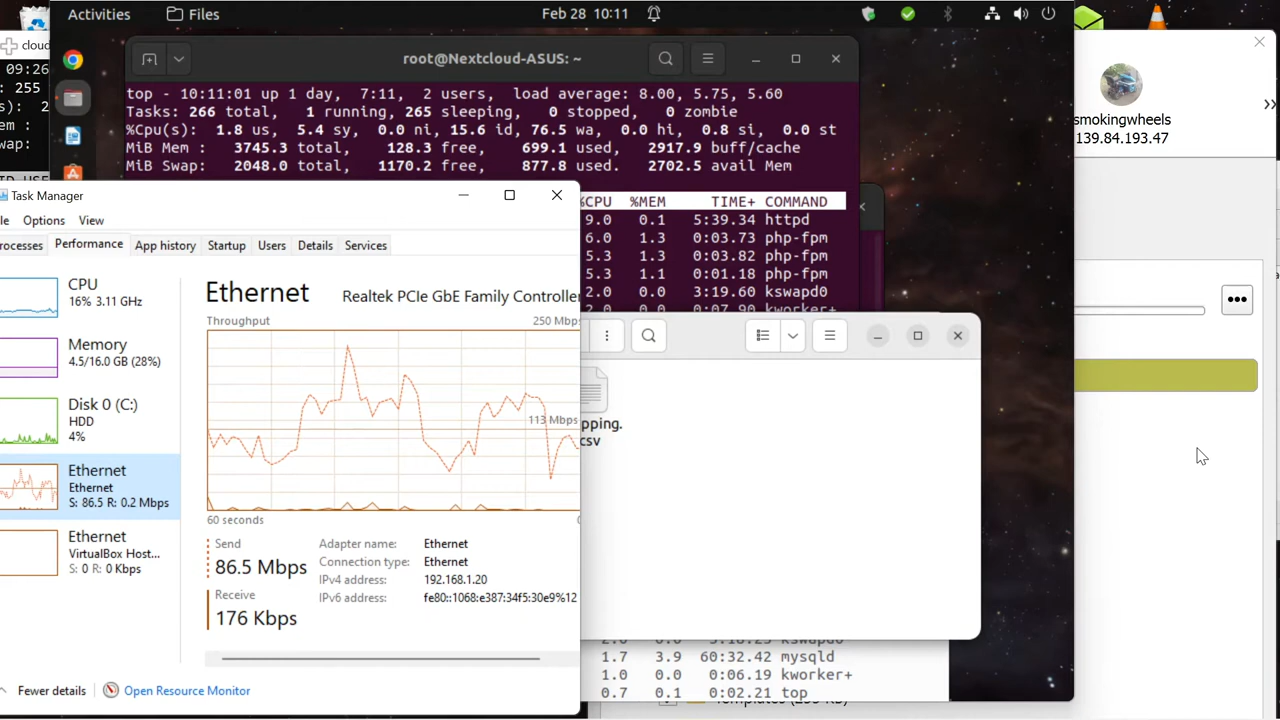 Activities
Files
Feb 28 10:11
cloud
09:26
: 255
s): 2
em :
wap:
root@Nextcloud-ASUS: ~
top - 10:11:01 up 1 day, 7:11, 2 users, load average: 8.00, 5.75, 5.60
Tasks: 266 total, 1 running, 265 sleeping, 0 stopped, 0 zombie
%Cpu(s): 1.8 us, 5.4 sy, 0.0 ni, 15.6 id, 76.5 wa, 0.0 hi, 0.8 si, 0.0 st
MiB Mem : 3745.3 total, 128.3 free, 699.1 used, 2917.9 buff/cache
MiB Swap: 2048.0 total, 1170.2 free, 877.8 used. 2702.5 avail Mem
%CPU %MEM TIME+ COMMAND
9.0 0.1 5:39.34 httpd
6.0 1.3 0:03.73 php-fpm
5.3 1.3 0:03.82 php-fpm
5.3 1.1 0:01.18 php-fpm
2.0 0.0 3:19.60 kswapd0
0.0 0:07.90 kworker+
smokingwheels
139.84.193.47
Task Manager
le Options View
rocesses Performance App history Startup Users Details Services
CPU
16% 3.11 GHz
Memory
4.5/16.0 GB (28%)
Disk 0 (C:)
HDD
4%
Ethernet
Ethernet
S: 86.5 R: 0.2 Mbps
Ethernet
VirtualBox Host...
S: 0 R: 0 Kbps
Ethernet
Realtek PCIe GbE Family Controller
Throughput
250 Mbps
113 Mbps
60 seconds
0
Send
86.5 Mbps
Receive
176 Kbps
Adapter name: Ethernet
Connection type: Ethernet
IPv4 address: 192.168.1.20
IPv6 address: fe80::1068:e387:34f5:30e9%12
Fewer details
Open Resource Monitor
pping.
csv
1.7 3.9 60:32.42 mysqld
1.0 0.0 0:06.19 kworker+
0.7 0.1 0:02.21 top